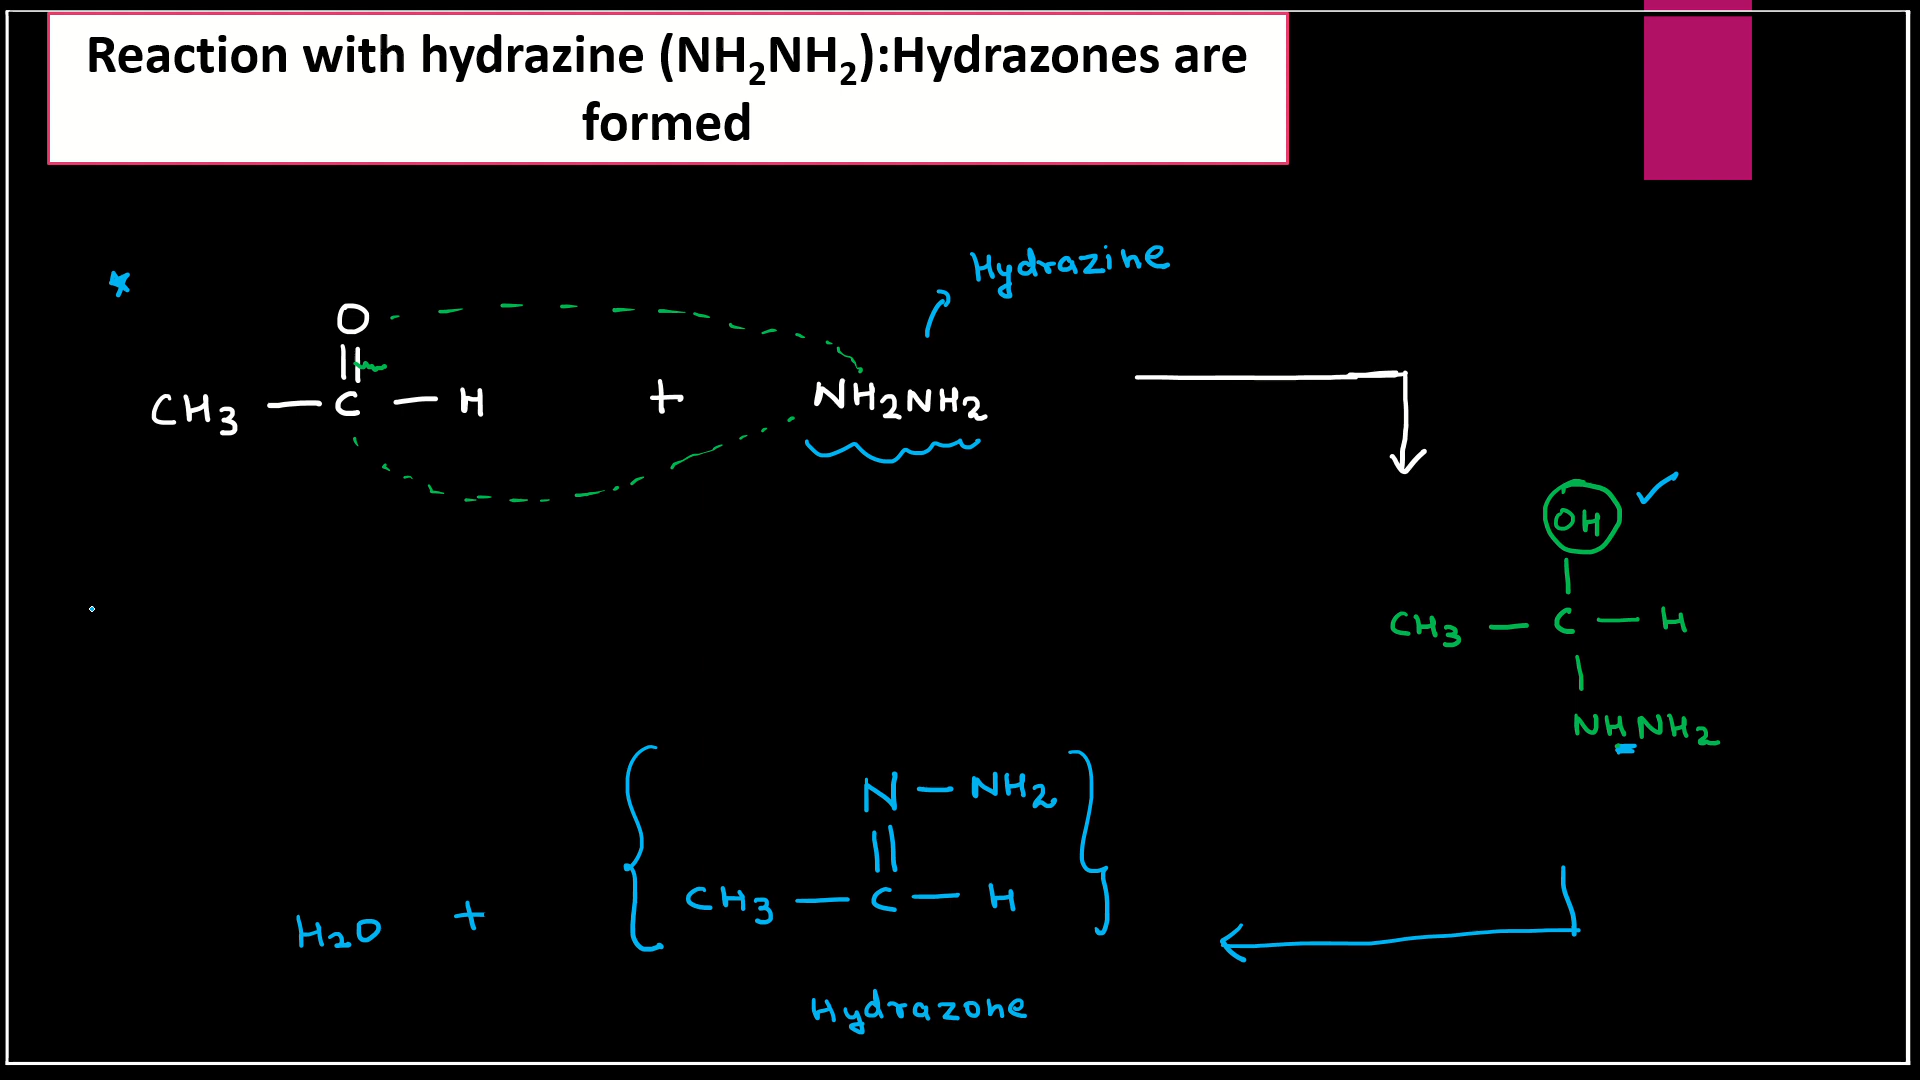 Reaction with hydrazine (NH₂NH₂):Hydrazones are
formed
Hydrazine
O
CH₃ — C — H + NH₂NH₂
OH
CH₃ — C — H
NHNH₂
N — NH₂
CH₃ — C — H
H₂O +
Hydrazone